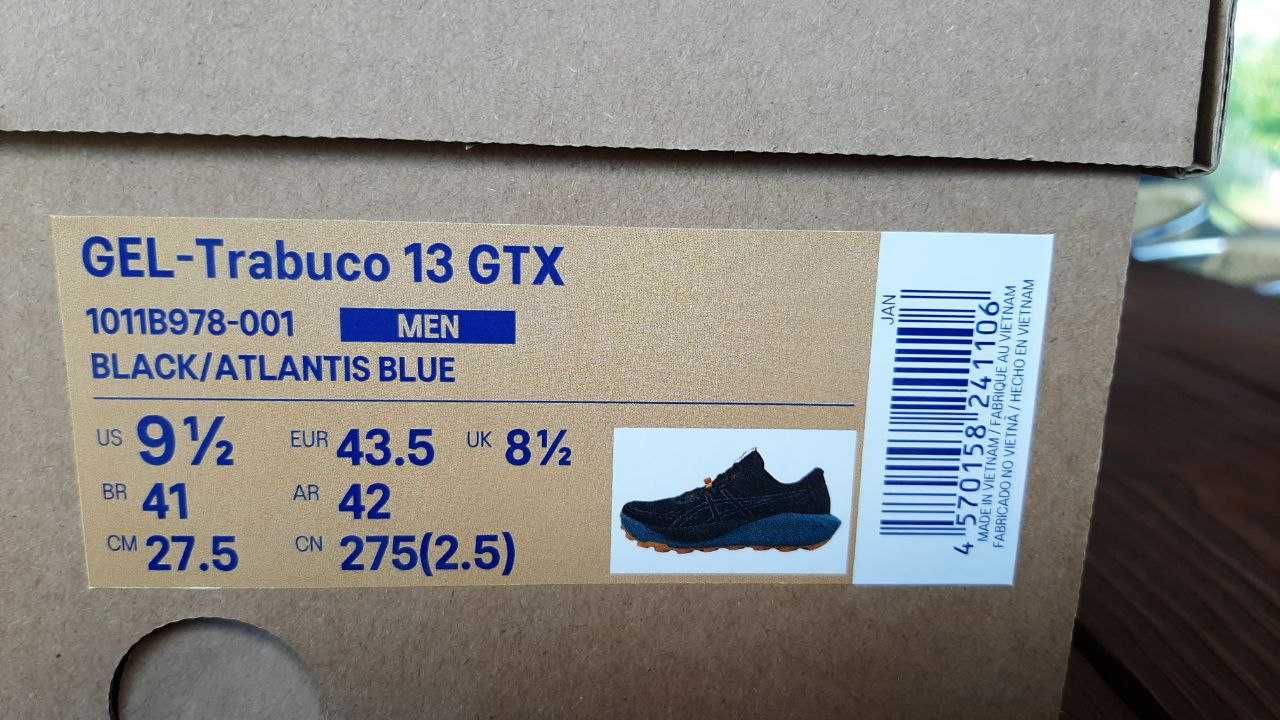 GEL-Trabuco 13 GTX
1011B978-001 MEN
BLACK/ATLANTIS BLUE
US 9½ EUR 43.5 UK 8½
BR 41 AR 42
CM 27.5 CN 275(2.5)
JAN
4 570158 241106
MADE IN VIETNAM / FABRIQUE AU VIETNAM
FABRICADO NO VIETNÃ / HECHO EN VIETNAM